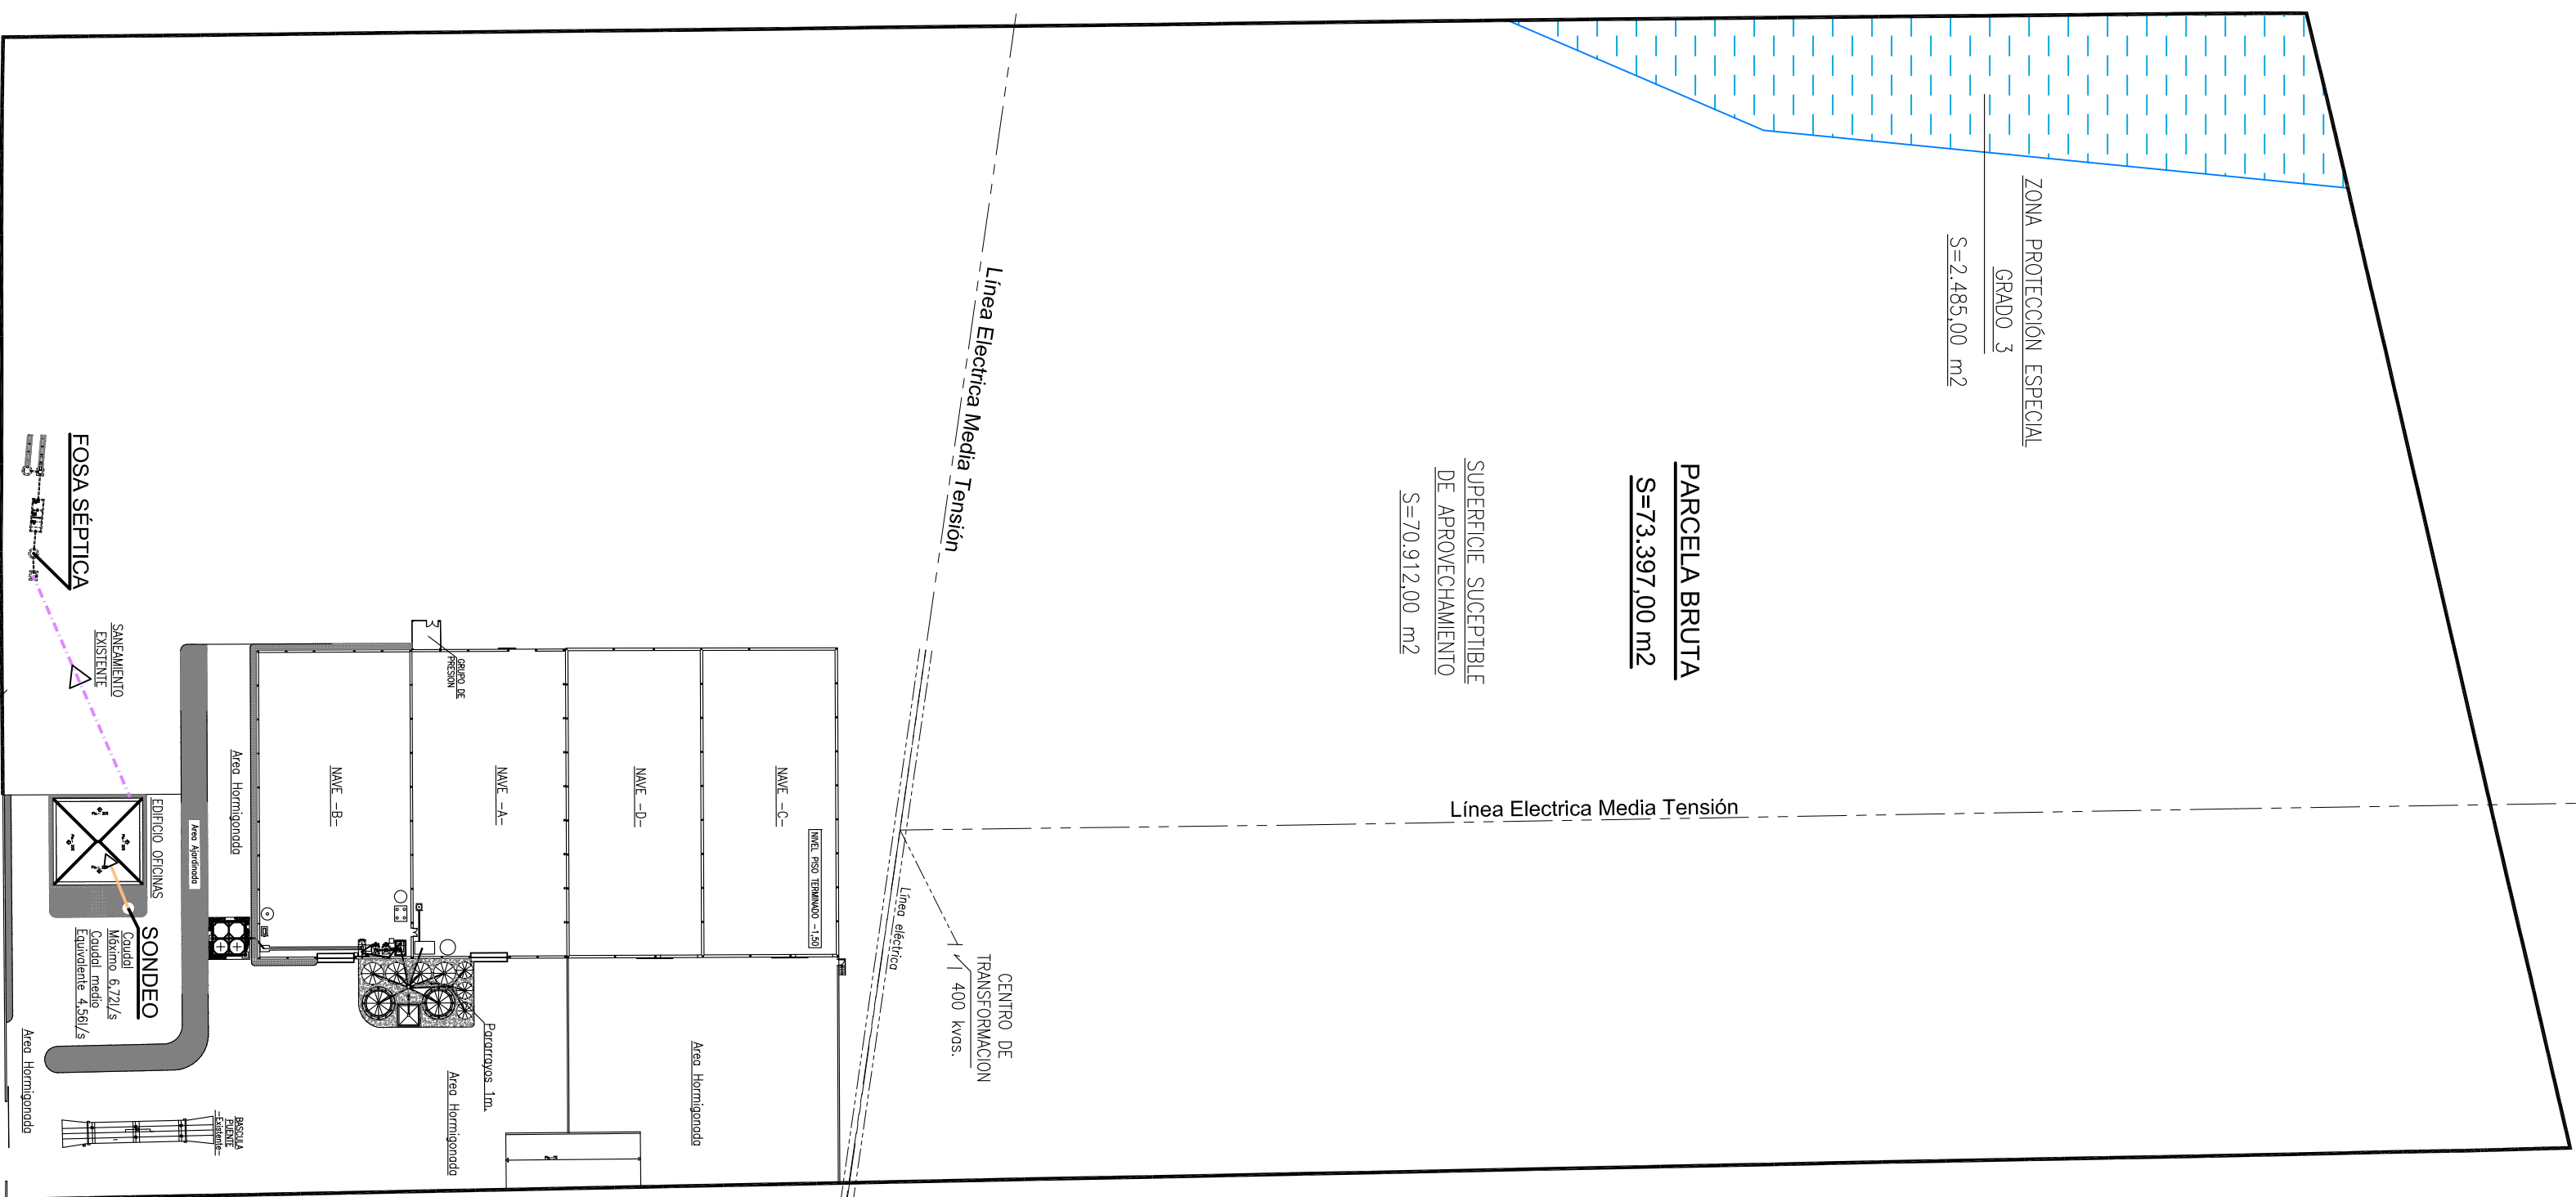 ZONA PROTECCIÓN ESPECIAL
GRADO 3
S=2.485,00 m2
PARCELA BRUTA
S=73.397,00 m2
SUPERFICIE SUCEPTIBLE
DE APROVECHAMIENTO
S=70.912,00 m2
Línea Electrica Media Tensión
Línea Electrica Media Tensión
CENTRO DE
TRANSFORMACION
400 kvas.
Línea eléctrica
NAVE -C-
NIVEL PISO TERMINADO -1,50
NAVE -D-
NAVE -A-
NAVE -B-
GRUPO DE
PRESION
Pararrayos 1m.
Area Hormigonada
Area Hormigonada
Area Hormigonada
Area Ajardinada
EDIFICIO OFICINAS
SANEAMIENTO
EXISTENTE
FOSA SÉPTICA
SONDEO
Caudal
Máximo 6,72l/s
Caudal medio
Equivalente 4,56l/s
BASCULA
PUENTE
-Existente-
Area Hormigonada